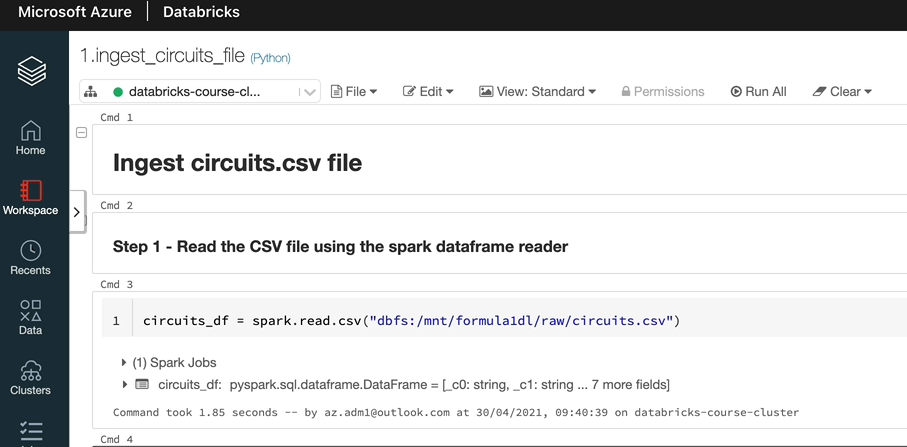 Microsoft Azure | Databricks
1.ingest_circuits_file (Python)
databricks-course-cl...
File
Edit
View: Standard
Permissions
Run All
Clear
Home
Workspace
Recents
Data
Clusters
Cmd 1
Ingest circuits.csv file
Cmd 2
Step 1 - Read the CSV file using the spark dataframe reader
Cmd 3
1 circuits_df = spark.read.csv("dbfs:/mnt/formula1dl/raw/circuits.csv")
(1) Spark Jobs
circuits_df: pyspark.sql.dataframe.DataFrame = [_c0: string, _c1: string ... 7 more fields]
Command took 1.85 seconds -- by az.adm1@outlook.com at 30/04/2021, 09:40:39 on databricks-course-cluster
Cmd 4